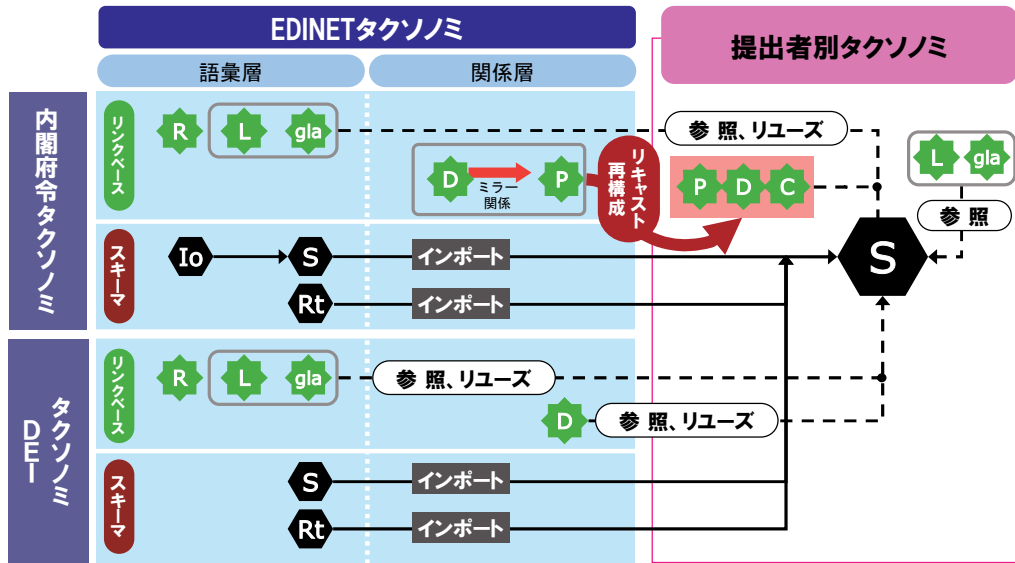 EDINETタクソノミ
提出者別タクソノミ
語彙層
関係層
内閣府令タクソノミ
リンクベース
R
L
gla
参照、リユーズ
D
ミラー
関係
P
リキャスト
再構成
P
D
C
L
gla
参照
スキーマ
Io
S
インポート
S
Rt
インポート
DEI
タクソノミ
リンクベース
R
L
gla
参照、リユーズ
D
参照、リユーズ
スキーマ
S
インポート
Rt
インポート